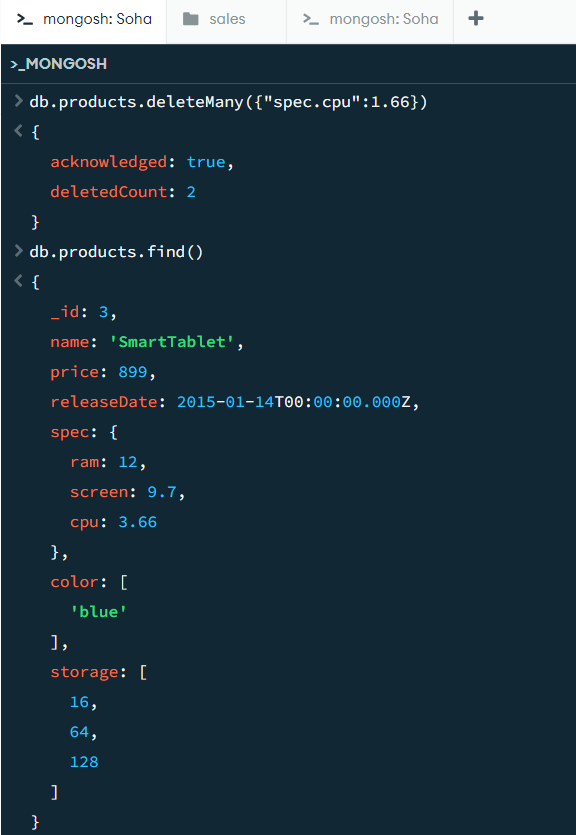 mongosh: Soha sales mongosh: Soha
>_MONGOSH
> db.products.deleteMany({"spec.cpu":1.66})
< {
acknowledged: true,
deletedCount: 2
}
> db.products.find()
< {
_id: 3,
name: 'SmartTablet',
price: 899,
releaseDate: 2015-01-14T00:00:00.000Z,
spec: {
ram: 12,
screen: 9.7,
cpu: 3.66
},
color: [
'blue'
],
storage: [
16,
64,
128
]
}